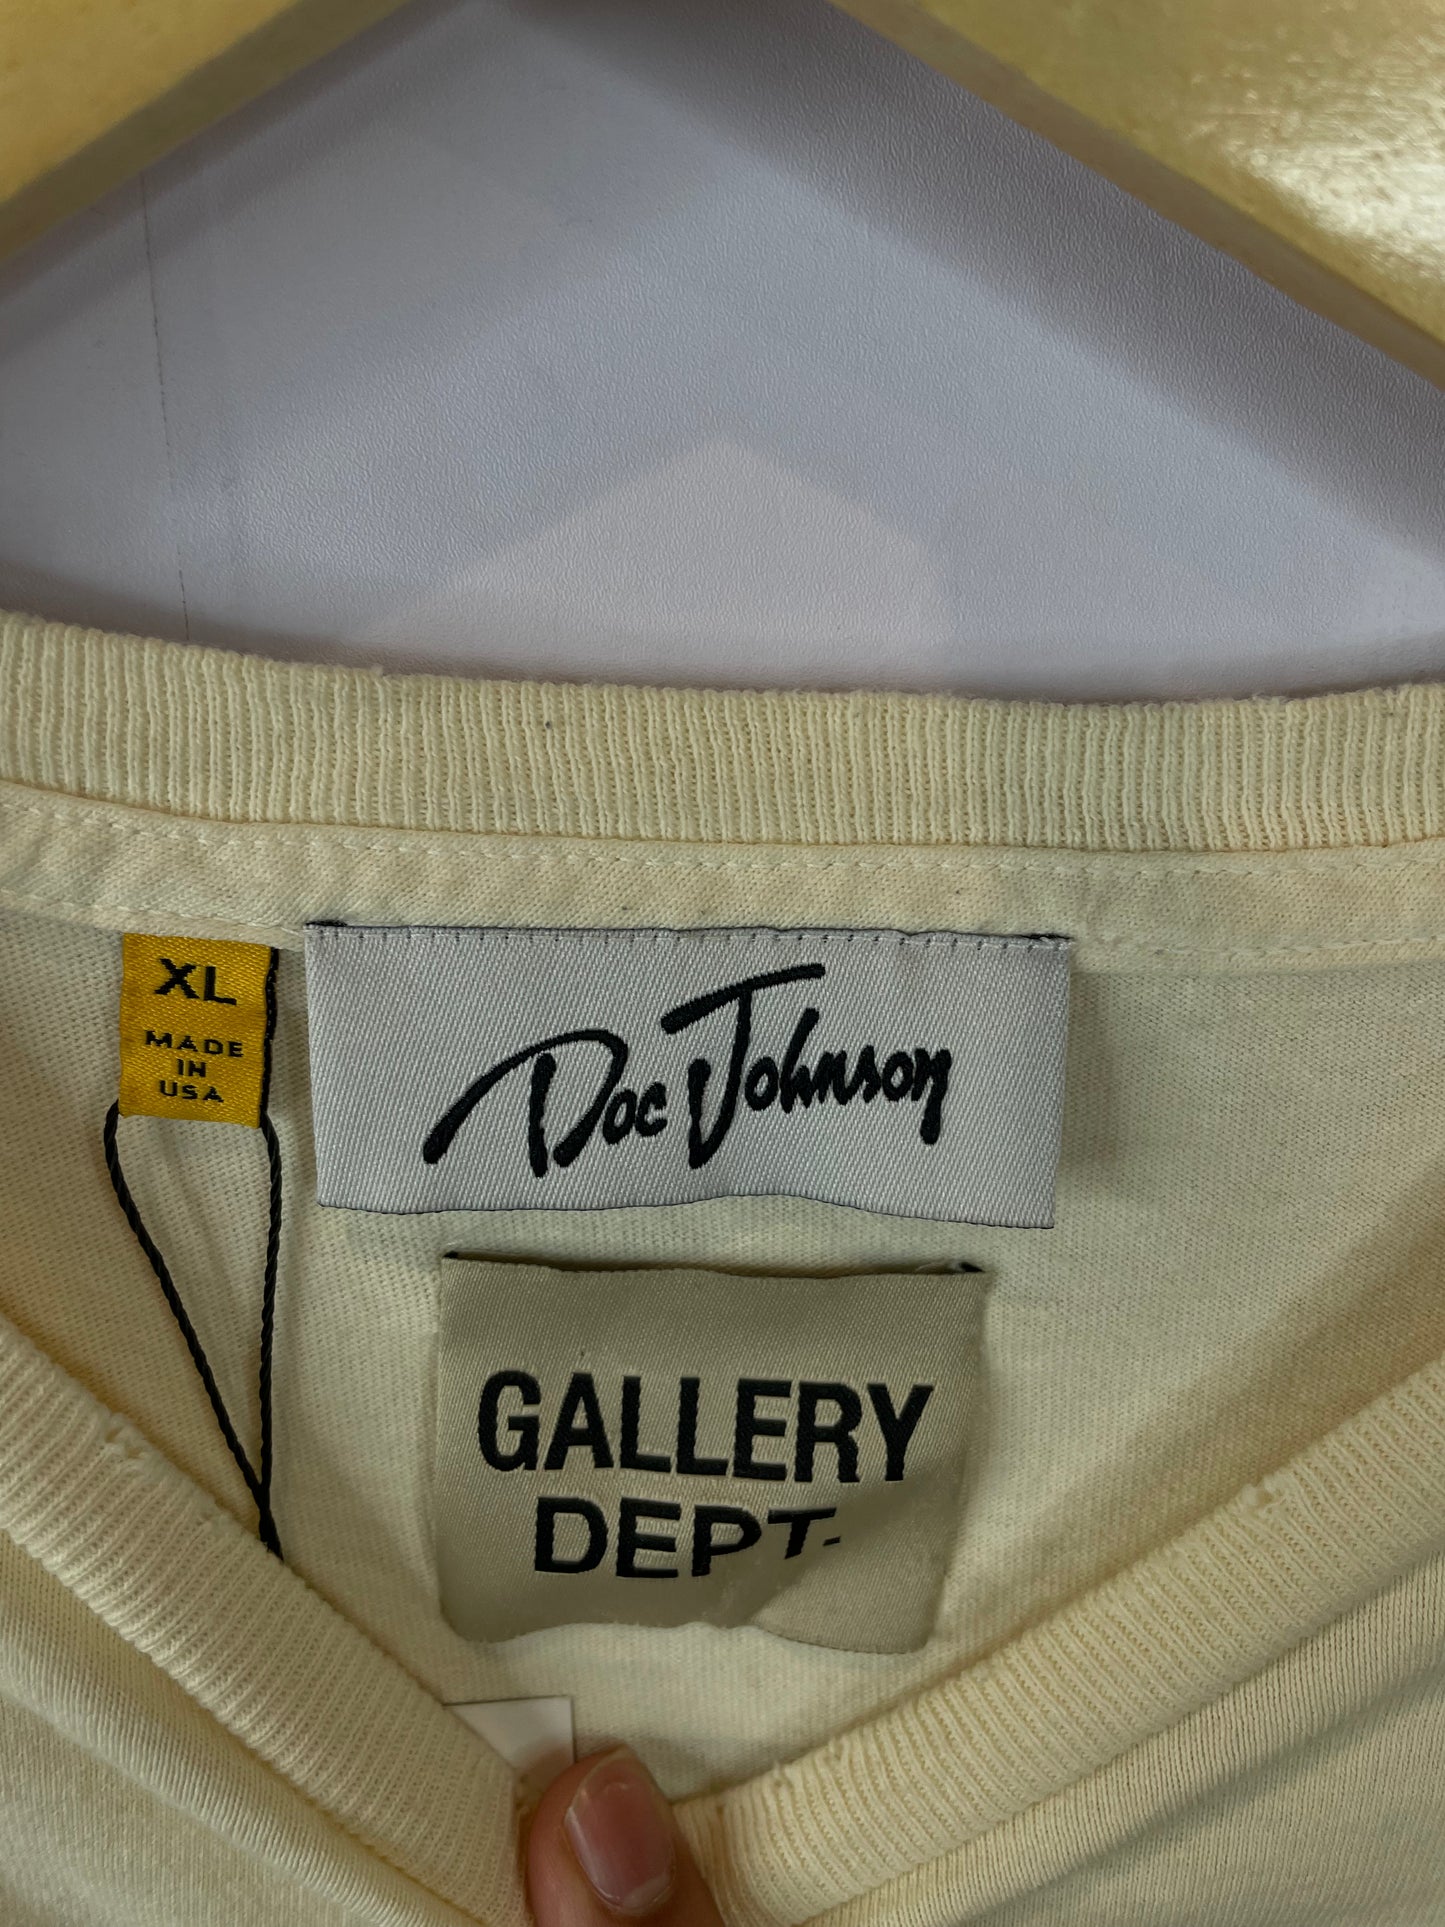 XL
MADE
IN
USA
Doc Johnson
GALLERY
DEPT.